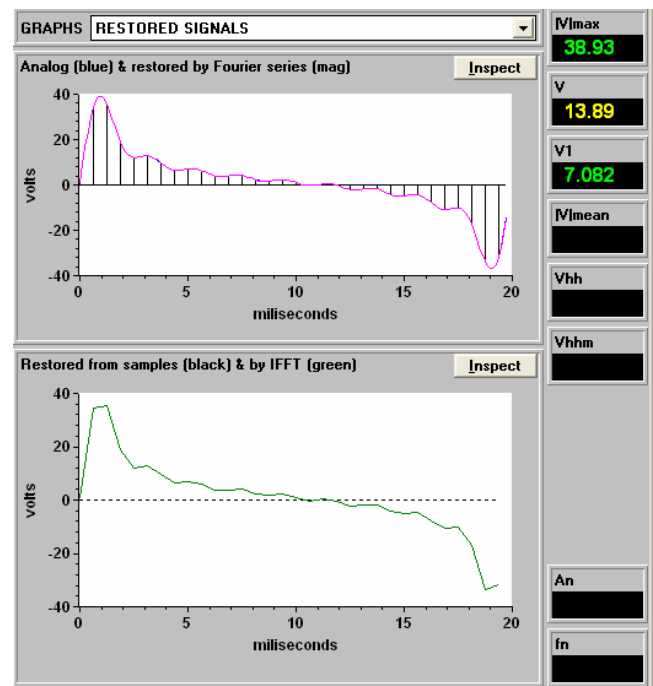 GRAPHS RESTORED SIGNALS
Analog (blue) & restored by Fourier series (mag)
Inspect
40
20
0
-20
-40
volts
0 5 10 15 20
miliseconds
Restored from samples (black) & by IFFT (green)
Inspect
40
20
0
-20
-40
volts
0 5 10 15 20
miliseconds
|V|max
38.93
V
13.89
V1
7.082
|V|mean
Vhh
Vhhm
An
fn